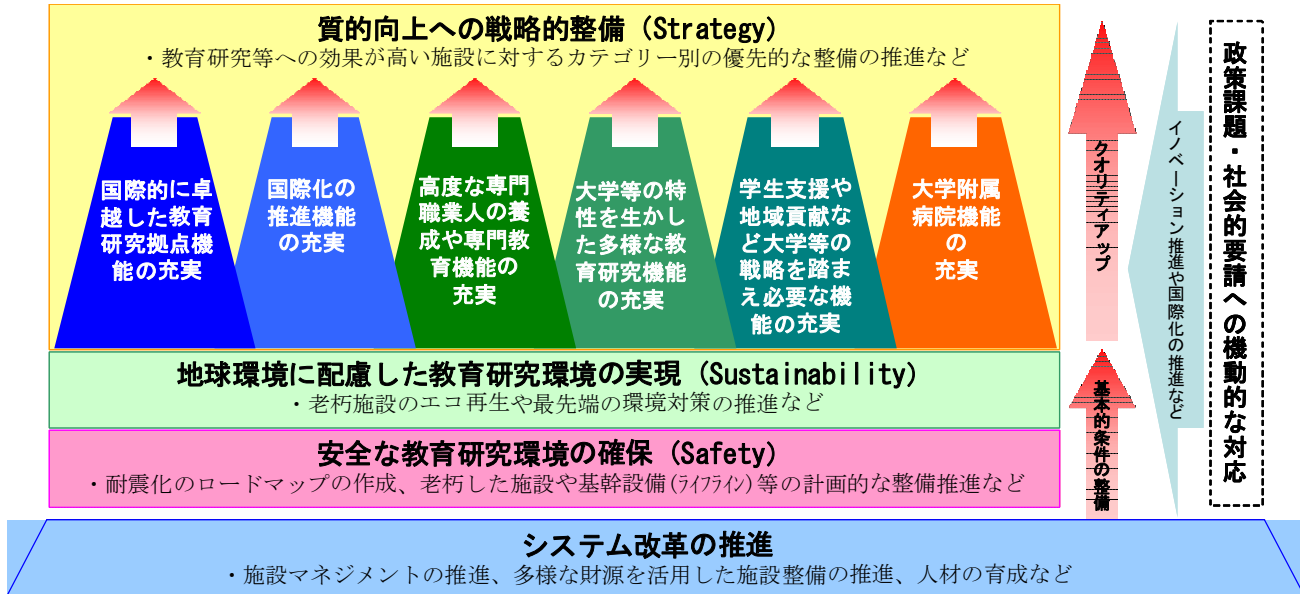 質的向上への戦略的整備（Strategy）
・教育研究等への効果が高い施設に対するカテゴリー別の優先的な整備の推進など
国際的に卓
越した教育
研究拠点機
能の充実
国際化の
推進機能
の充実
高度な専門
職業人の養
成や専門教
育機能の
充実
大学等の特
性を生かし
た多様な教
育研究機能
の充実
学生支援や
地域貢献な
ど大学等の
戦略を踏ま
え必要な機
能の充実
大学附属
病院機能
の
充実
地球環境に配慮した教育研究環境の実現（Sustainability）
・老朽施設のエコ再生や最先端の環境対策の推進など
安全な教育研究環境の確保（Safety）
・耐震化のロードマップの作成、老朽した施設や基幹設備(ﾗｲﾌﾗｲﾝ)等の計画的な整備推進など
システム改革の推進
・施設マネジメントの推進、多様な財源を活用した施設整備の推進、人材の育成など
クオリティアップ
基本的条件の整備
イノベーション推進や国際化の推進など
政策課題・社会的要請への機動的な対応